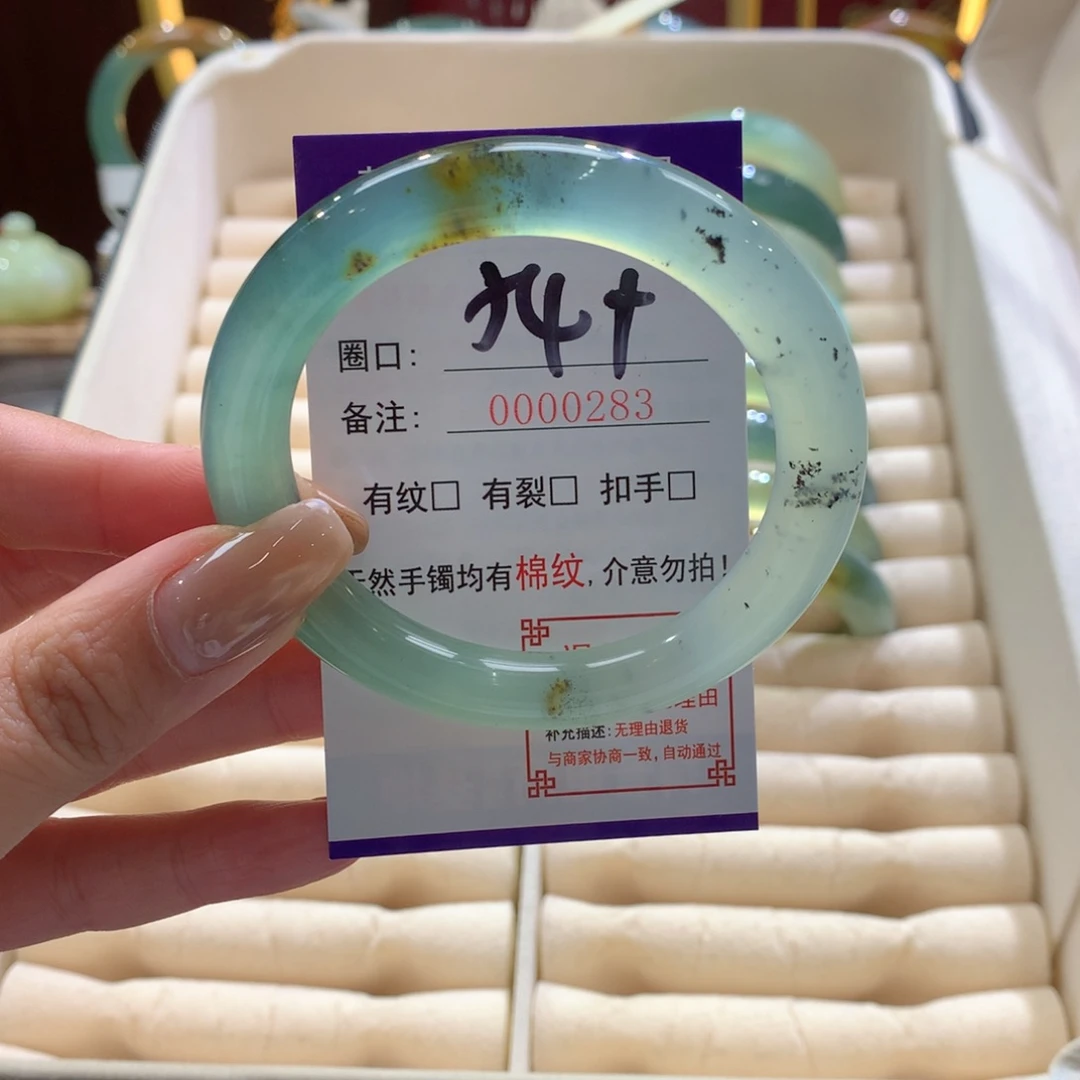 圈口：54+
备注：0000283
有纹□ 有裂□ 扣手□
天然手镯均有棉纹，介意勿拍！
理由
补充描述：无理由退货
与商家协商一致，自动通过